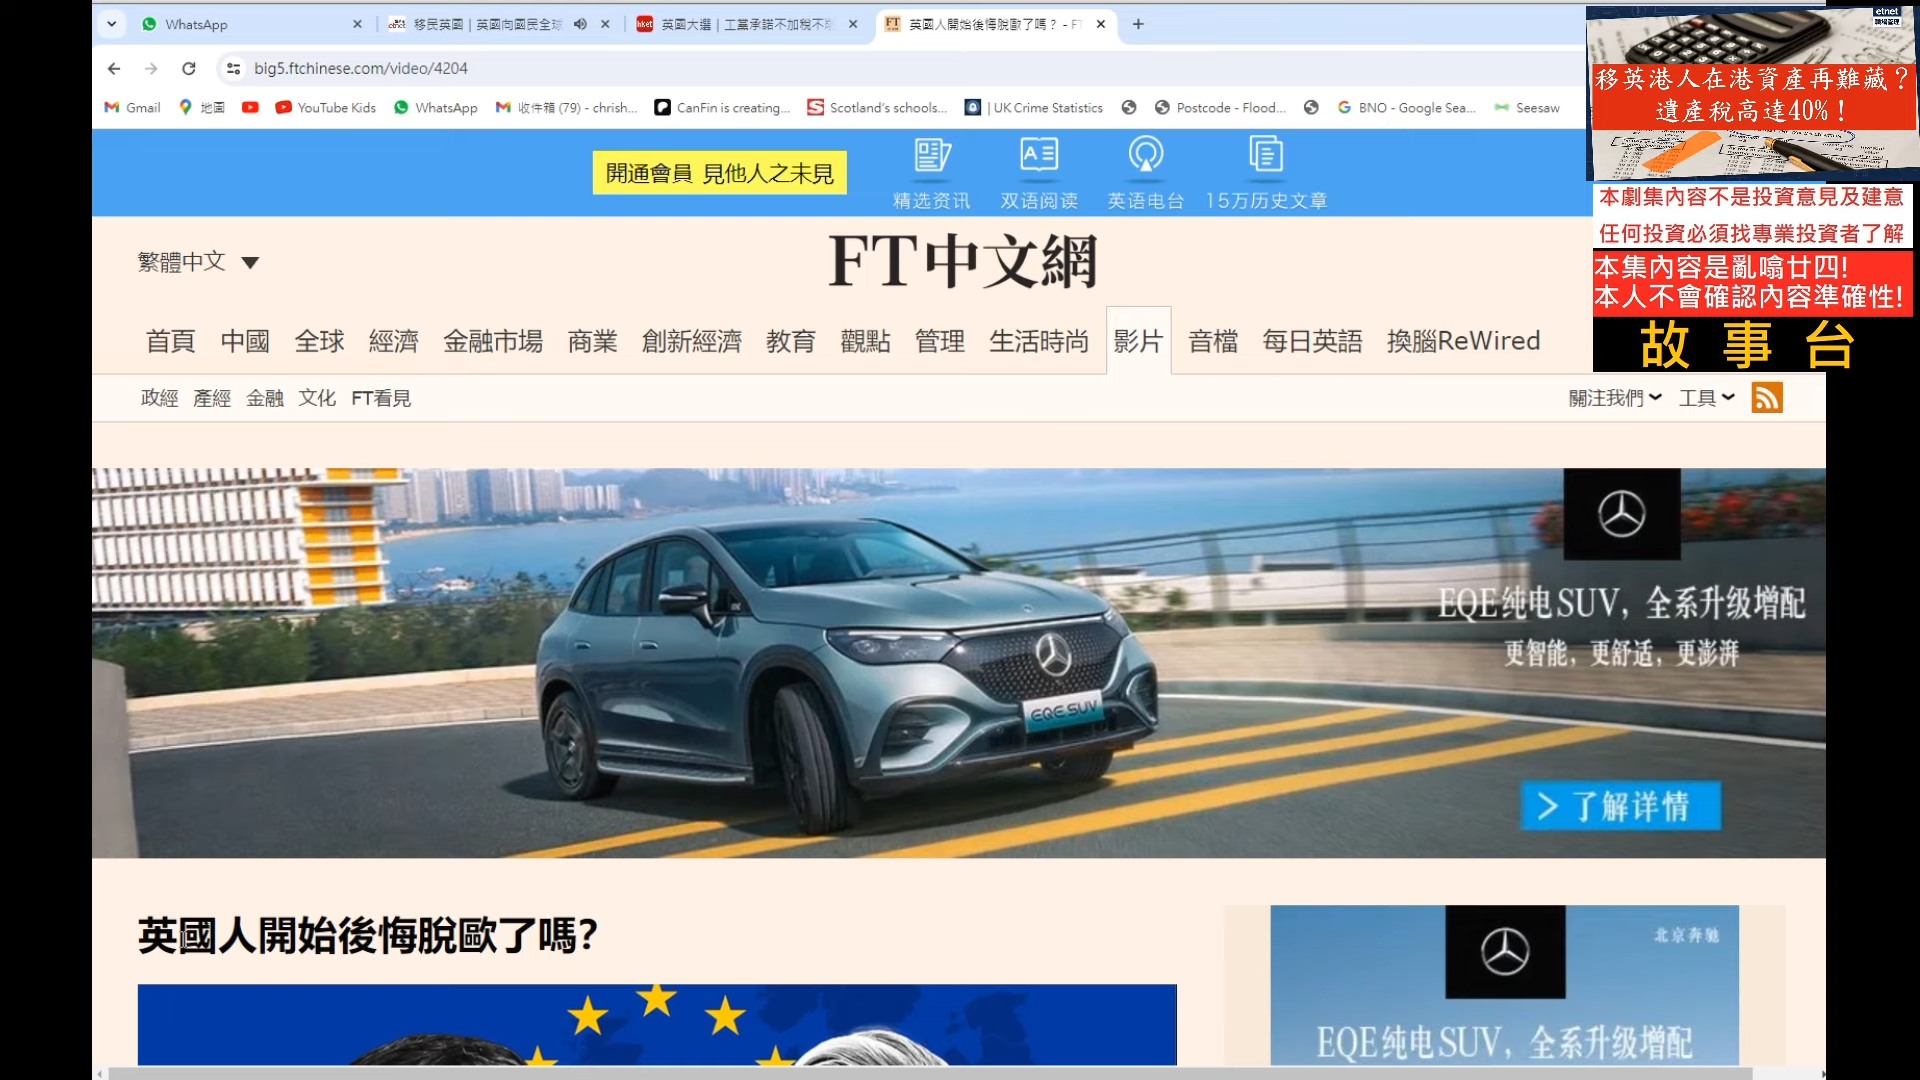 WhatsApp
移民英國 | 英國向國民全球
hket
英國大選 | 工黨承諾不加稅不
FT
英國人開始後悔脫歐了嗎? - F
big5.ftchinese.com/video/4204
Gmail
地圖
YouTube Kids
WhatsApp
收件箱 (79) - chrish...
CanFin is creating...
Scotland's schools...
| UK Crime Statistics
Postcode - Flood...
BNO - Google Sea...
Seesaw
etnet
移英港人在港資產再難藏?
遺產稅高達40%!
本劇集內容不是投資意見及建意
任何投資必須找專業投資者了解
本集內容是亂噏廿四!
本人不會確認內容準確性!
故事台
開通會員 見他人之未見
精选资讯
双语阅读
英语电台
15万历史文章
繁體中文
FT中文網
首頁 中國 全球 經濟 金融市場 商業 創新經濟 教育 觀點 管理 生活時尚 影片 音檔 每日英語 換腦ReWired
政經 產經 金融 文化 FT看見
關注我們 工具
EQE纯电SUV，全系升级增配
更智能，更舒适，更澎湃
EQE SUV
> 了解详情
英國人開始後悔脫歐了嗎?
北京奔驰
EQE纯电SUV，全系升级增配